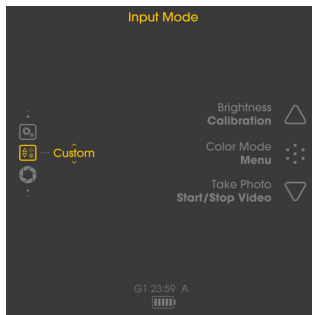 Input Mode
Brightness
Calibration
Color Mode
Menu
Custom
Take Photo
Start/Stop Video
G1 23:59 A